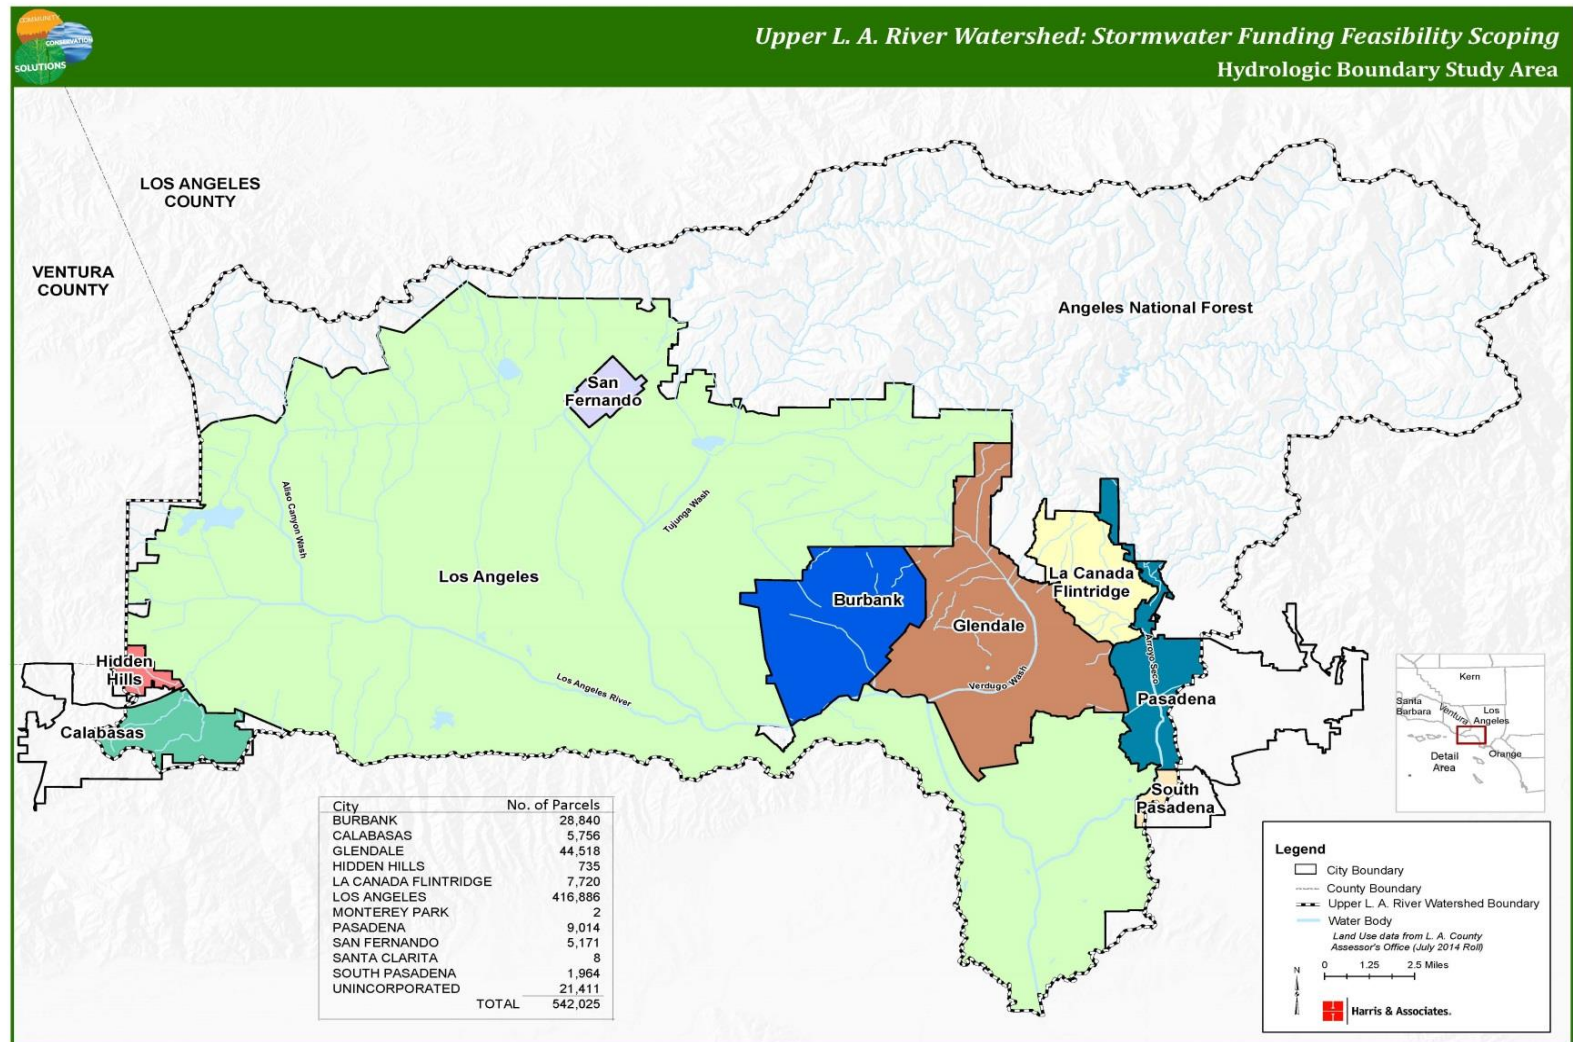 COMMUNITY
CONSERVATION
SOLUTIONS
Upper L. A. River Watershed: Stormwater Funding Feasibility Scoping
Hydrologic Boundary Study Area
LOS ANGELES
COUNTY
VENTURA
COUNTY
Angeles National Forest
San
Fernando
Aliso Canyon Wash
Tujunga Wash
Los Angeles
Burbank
La Canada
Flintridge
Glendale
Arroyo Seco
Hidden
Hills
Los Angeles River
Verdugo Wash
Pasadena
Calabasas
South
Pasadena
Kern
Santa
Barbara
Ventura
Los
Angeles
Orange
Detail
Area
City No. of Parcels
BURBANK 28,840
CALABASAS 5,756
GLENDALE 44,518
HIDDEN HILLS 735
LA CANADA FLINTRIDGE 7,720
LOS ANGELES 416,886
MONTEREY PARK 2
PASADENA 9,014
SAN FERNANDO 5,171
SANTA CLARITA 8
SOUTH PASADENA 1,964
UNINCORPORATED 21,411
TOTAL 542,025
Legend
City Boundary
County Boundary
Upper L. A. River Watershed Boundary
Water Body
Land Use data from L. A. County
Assessor's Office (July 2014 Roll)
0 1.25 2.5 Miles
N
Harris & Associates.